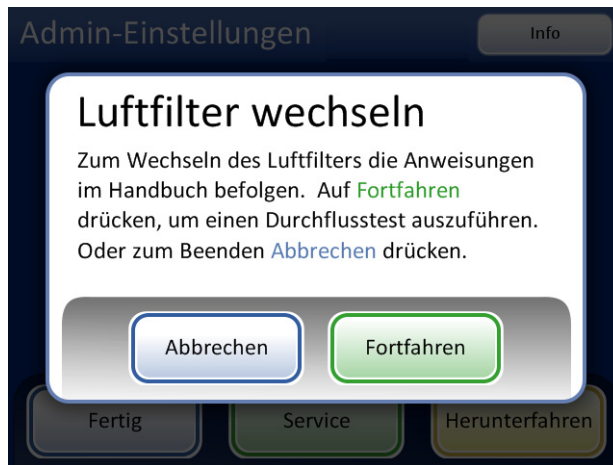 Admin-Einstellungen
Info
Luftfilter wechseln
Zum Wechseln des Luftfilters die Anweisungen
im Handbuch befolgen.  Auf Fortfahren
drücken, um einen Durchflusstest auszuführen.
Oder zum Beenden Abbrechen drücken.
Abbrechen
Fortfahren
Fertig
Service
Herunterfahren